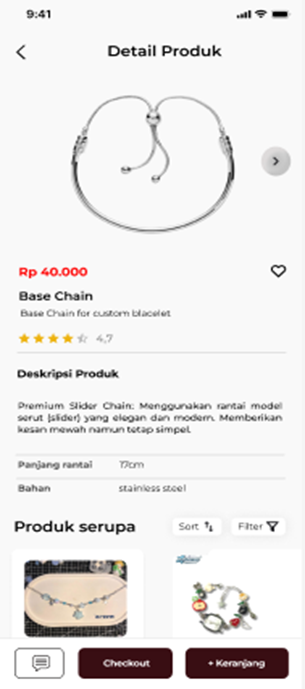 9:41
Detail Produk
Rp 40.000
Base Chain
Base Chain for custom blacelet
4,7
Deskripsi Produk
Premium Slider Chain: Menggunakan rantai model
serut (slider) yang elegan dan modern. Memberikan
kesan mewah namun tetap simpel.
Panjang rantai 17cm
Bahan stainless steel
Produk serupa
Sort
Filter
Checkout
+ Keranjang